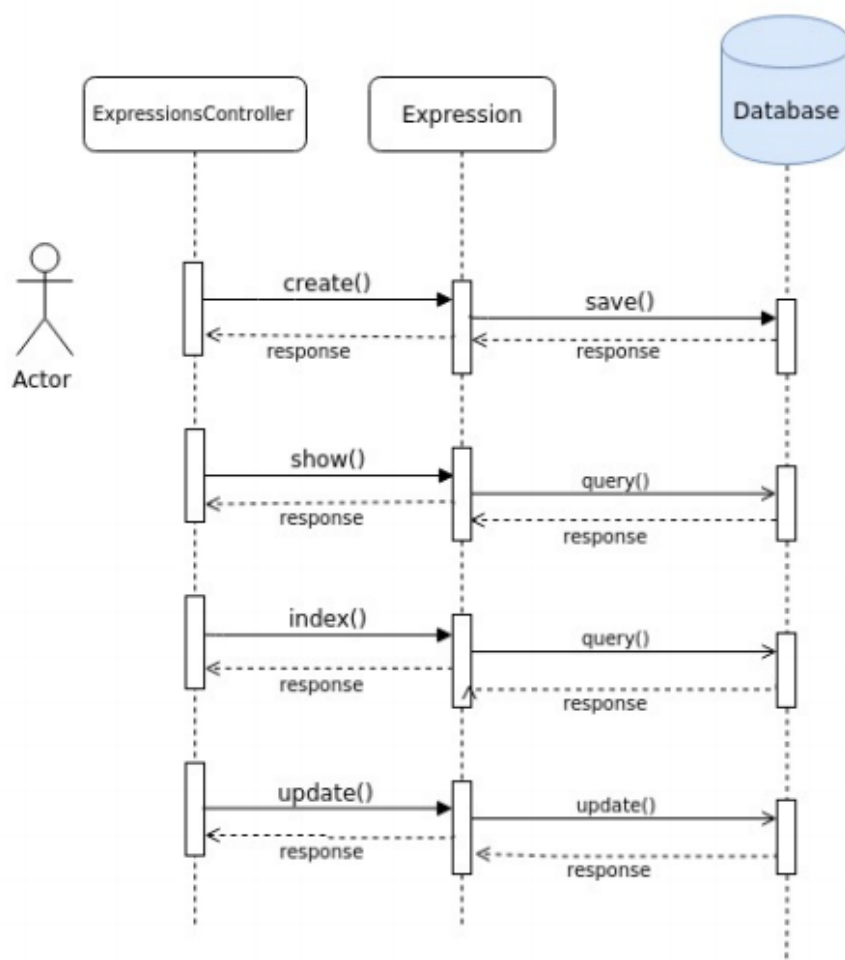 ExpressionsController
Expression
Database
Actor
create()
save()
response
response
show()
query()
response
response
index()
query()
response
response
update()
update()
response
response